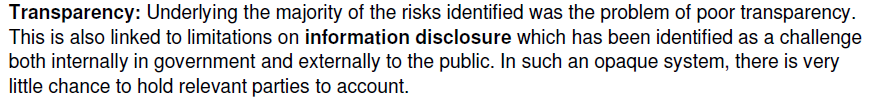 Transparency: Underlying the majority of the risks identified was the problem of poor transparency.
This is also linked to limitations on information disclosure which has been identified as a challenge
both internally in government and externally to the public. In such an opaque system, there is very
little chance to hold relevant parties to account.